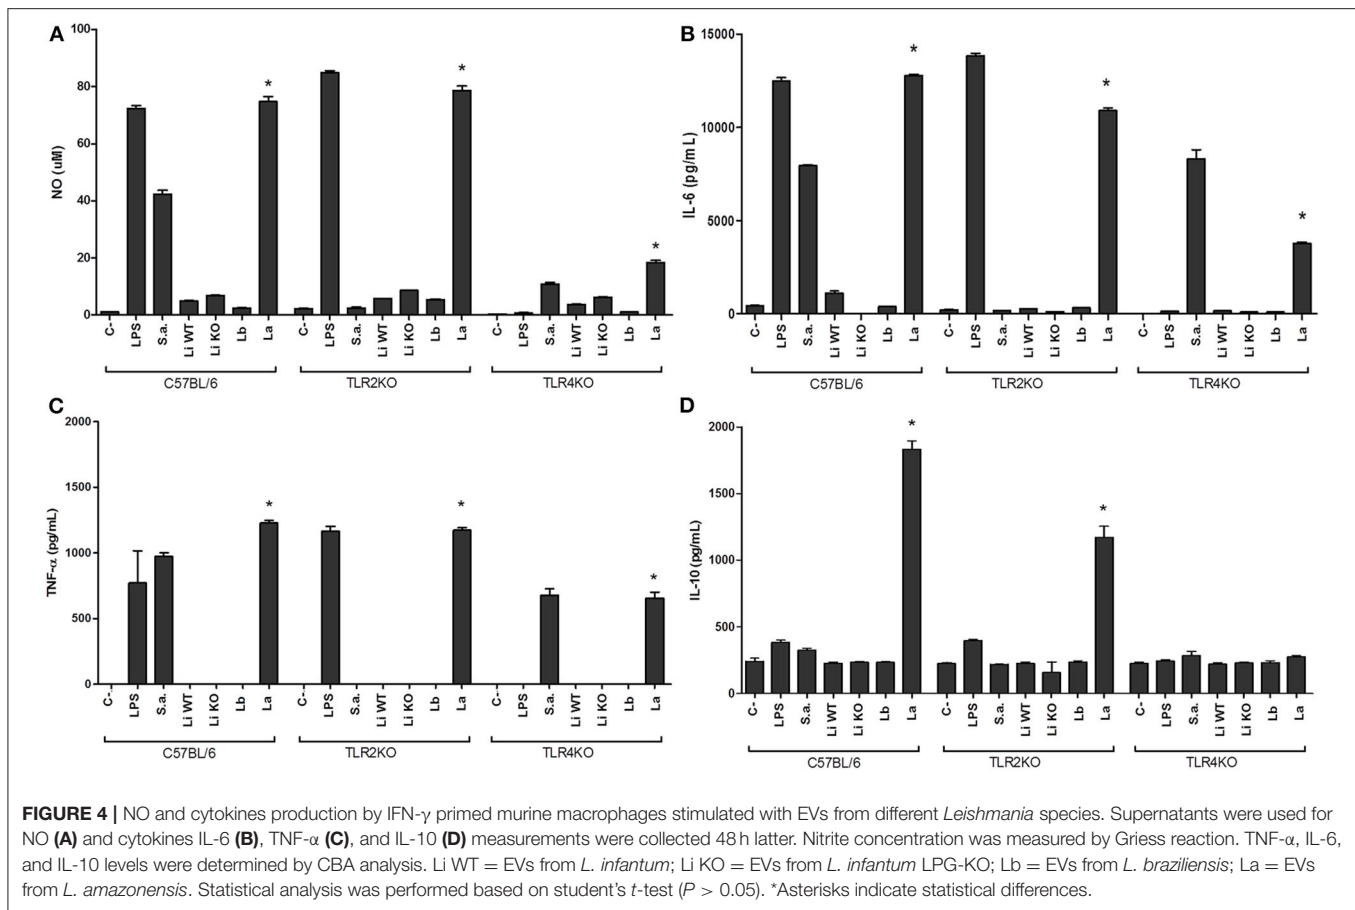 A
100
80
60
40
20
0
NO (uM)
C- LPS S.a. Li WT Li KO Lb La C- LPS S.a. Li WT Li KO Lb La C- LPS S.a. Li WT Li KO Lb La
* * *
C57BL/6 TLR2KO TLR4KO
B
15000
10000
5000
0
IL-6 (pg/mL)
C- LPS S.a. Li WT Li KO Lb La C- LPS S.a. Li WT Li KO Lb La C- LPS S.a. Li WT Li KO Lb La
* * *
C57BL/6 TLR2KO TLR4KO
C
2000
1500
1000
500
0
TNF-α (pg/mL)
C- LPS S.a. Li WT Li KO Lb La C- LPS S.a. Li WT Li KO Lb La C- LPS S.a. Li WT Li KO Lb La
* * *
C57BL/6 TLR2KO TLR4KO
D
2000
1500
1000
500
0
IL-10 (pg/mL)
C- LPS S.a. Li WT Li KO Lb La C- LPS S.a. Li WT Li KO Lb La C- LPS S.a. Li WT Li KO Lb La
* *
C57BL/6 TLR2KO TLR4KO
FIGURE 4 | NO and cytokines production by IFN-γ primed murine macrophages stimulated with EVs from different Leishmania species. Supernatants were used for
NO (A) and cytokines IL-6 (B), TNF-α (C), and IL-10 (D) measurements were collected 48 h latter. Nitrite concentration was measured by Griess reaction. TNF-α, IL-6,
and IL-10 levels were determined by CBA analysis. Li WT = EVs from L. infantum; Li KO = EVs from L. infantum LPG-KO; Lb = EVs from L. braziliensis; La = EVs
from L. amazonensis. Statistical analysis was performed based on student's t-test (P > 0.05). *Asterisks indicate statistical differences.